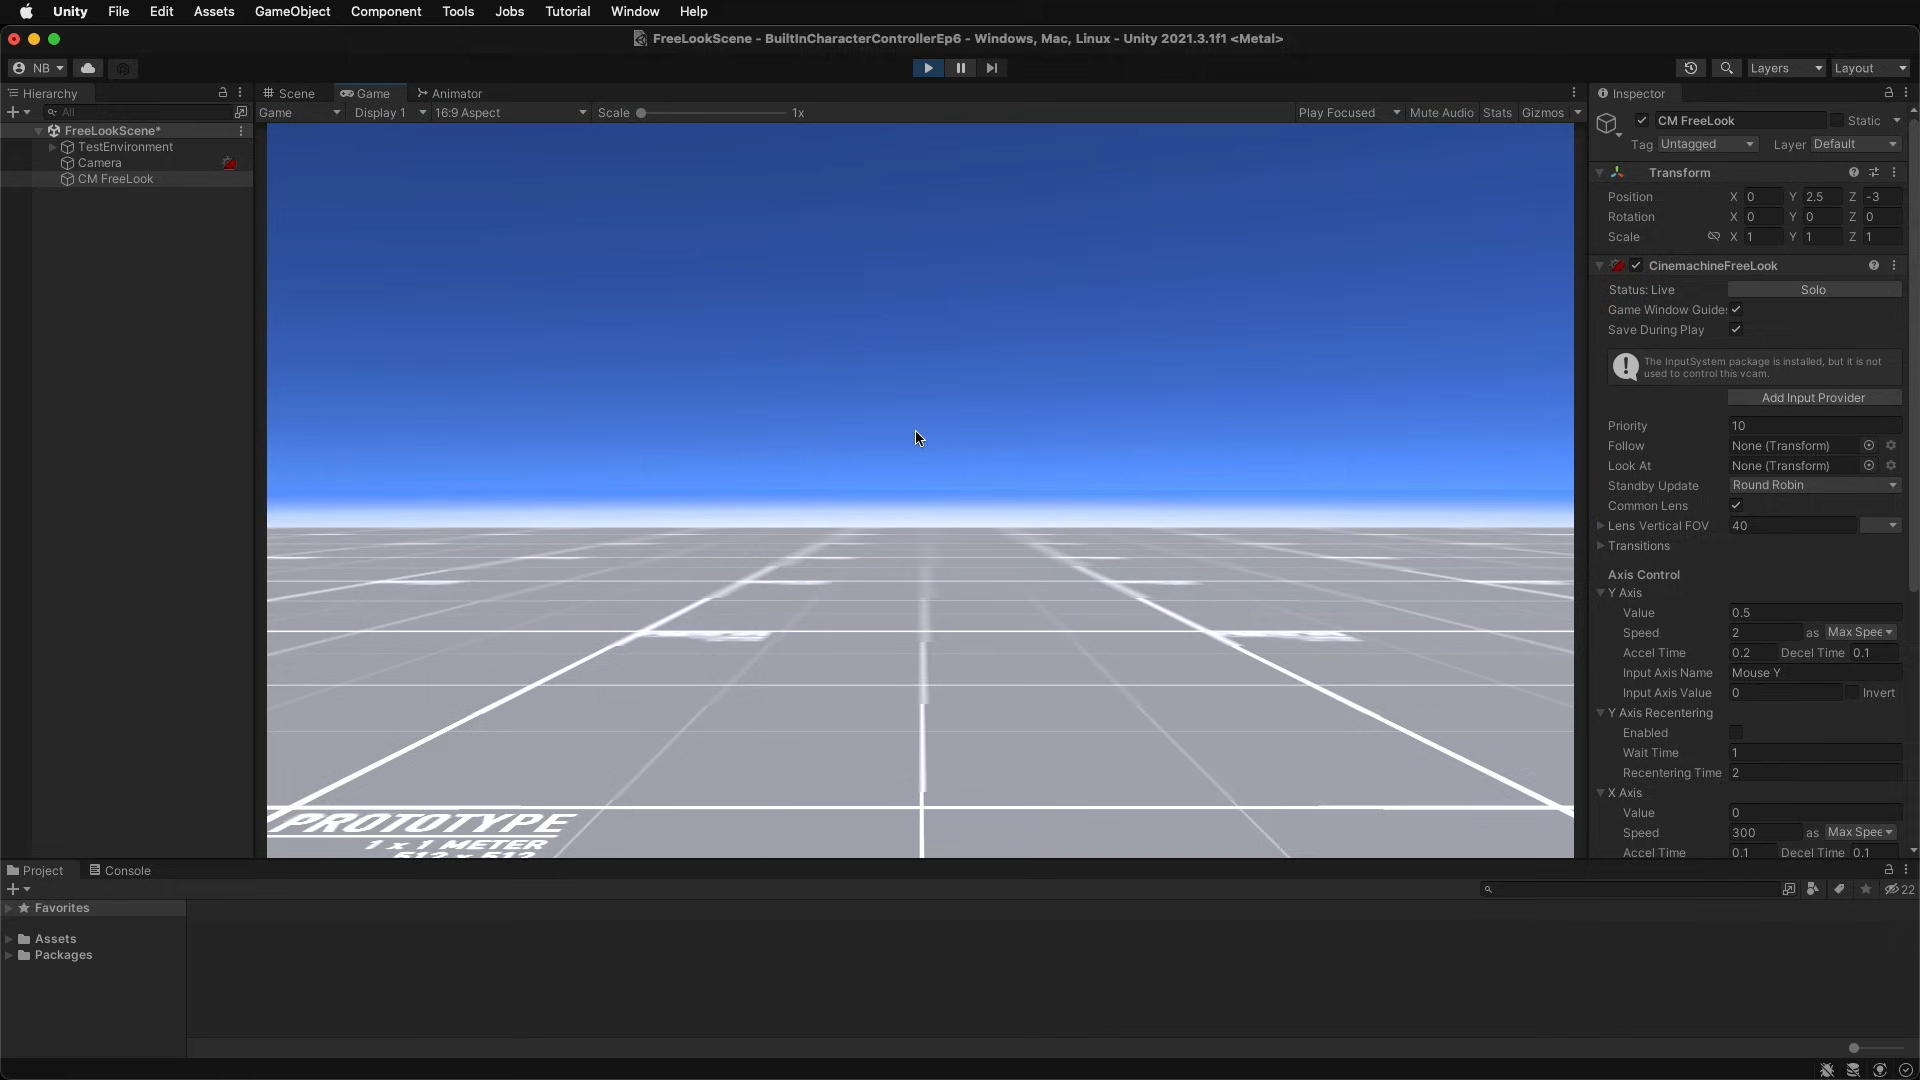 Unity File Edit Assets GameObject Component Tools Jobs Tutorial Window Help
FreeLookScene - BuiltInCharacterControllerEp6 - Windows, Mac, Linux - Unity 2021.3.1f1 <Metal>
NB Layers Layout
Hierarchy
All
FreeLookScene*
TestEnvironment
Camera
CM FreeLook
Scene Game Animator
Game Display 1 16:9 Aspect Scale 1x Play Focused Mute Audio Stats Gizmos
PROTOTYPE
1 x 1 METER
512 x 512
Inspector
CM FreeLook Static
Tag Untagged Layer Default
Transform
Position X 0 Y 2.5 Z -3
Rotation X 0 Y 0 Z 0
Scale X 1 Y 1 Z 1
CinemachineFreeLook
Status: Live Solo
Game Window Guides
Save During Play
The InputSystem package is installed, but it is not
used to control this vcam.
Add Input Provider
Priority 10
Follow None (Transform)
Look At None (Transform)
Standby Update Round Robin
Common Lens
Lens Vertical FOV 40
Transitions
Axis Control
Y Axis
Value 0.5
Speed 2 as Max Spee
Accel Time 0.2 Decel Time 0.1
Input Axis Name Mouse Y
Input Axis Value 0 Invert
Y Axis Recentering
Enabled
Wait Time 1
Recentering Time 2
X Axis
Value 0
Speed 300 as Max Spee
Accel Time 0.1 Decel Time 0.1
Project Console
22
Favorites
Assets
Packages